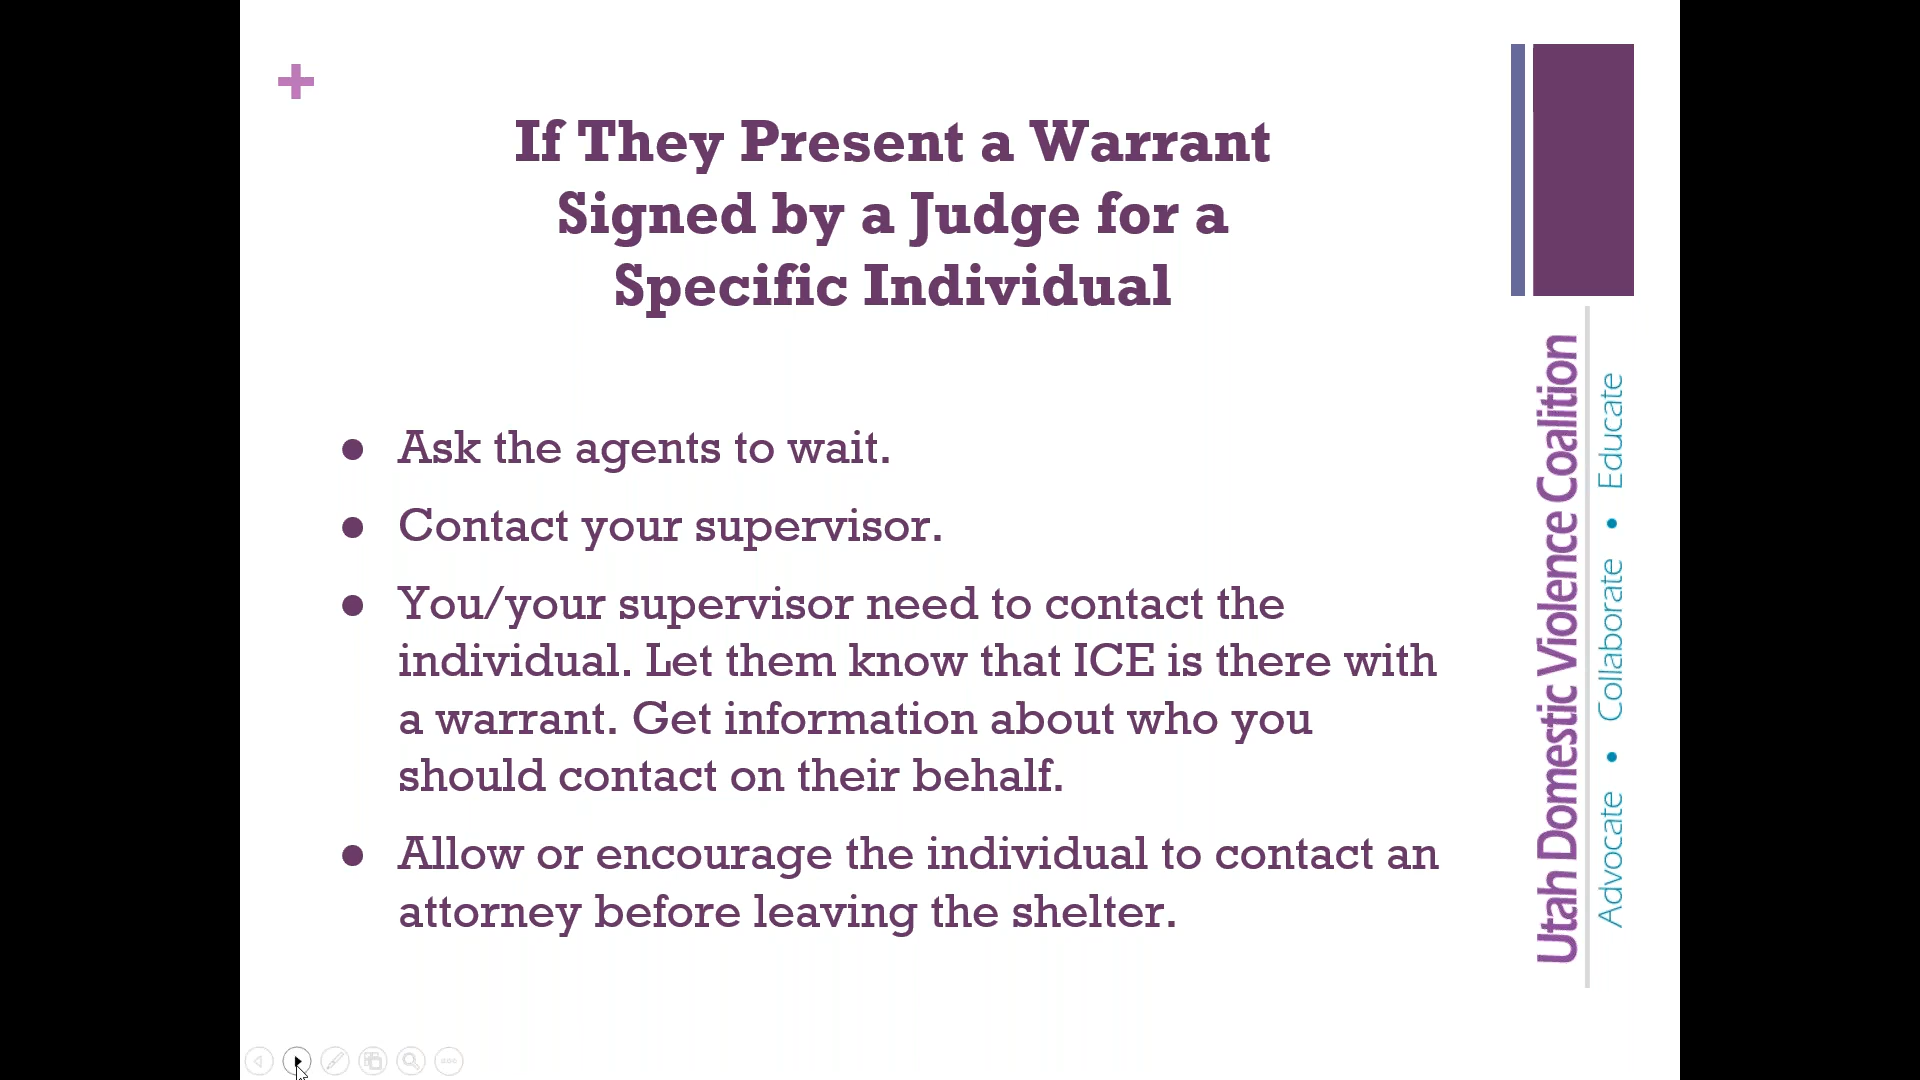 If They Present a Warrant
Signed by a Judge for a
Specific Individual
● Ask the agents to wait.
● Contact your supervisor.
● You/your supervisor need to contact the
individual. Let them know that ICE is there with
a warrant. Get information about who you
should contact on their behalf.
● Allow or encourage the individual to contact an
attorney before leaving the shelter.
Utah Domestic Violence Coalition
Advocate • Collaborate • Educate